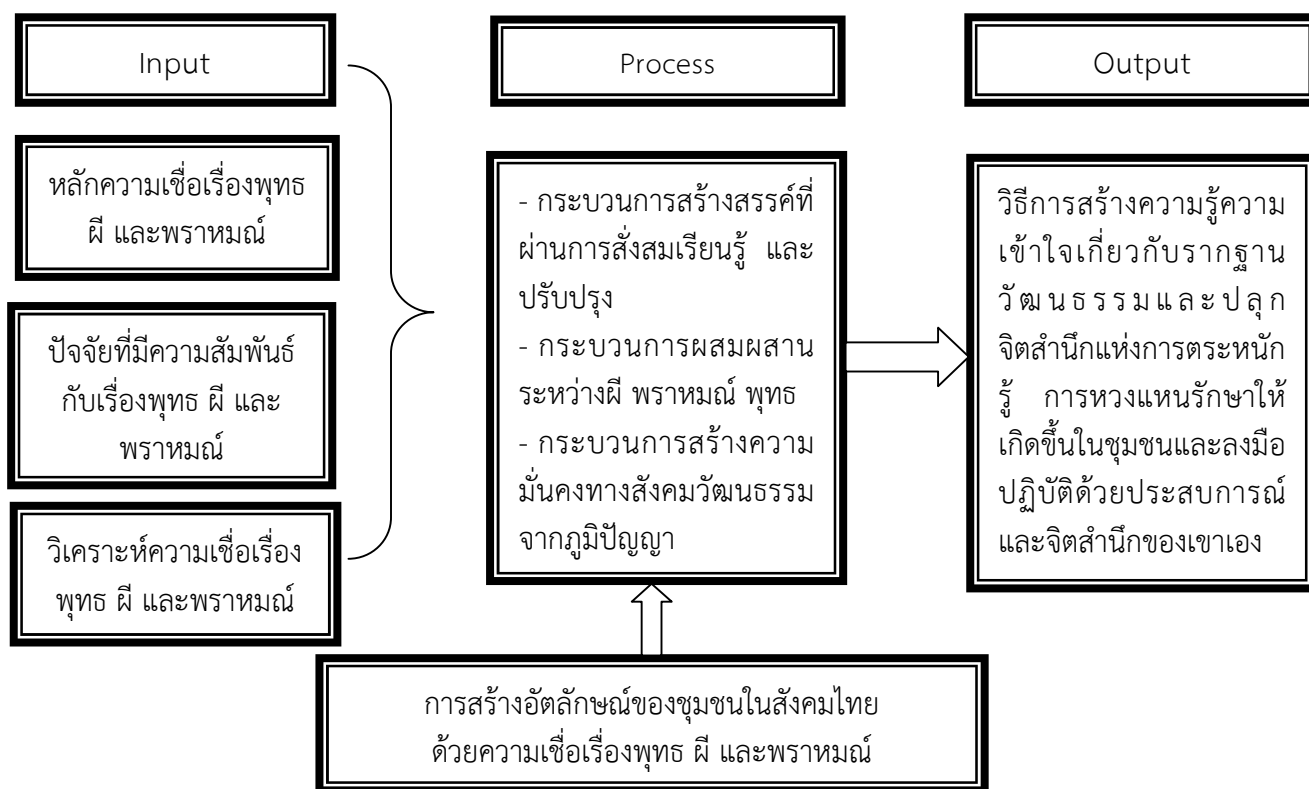 Input
หลักความเชื่อเรื่องพุทธ
ผี และพราหมณ์
ปัจจัยที่มีความสัมพันธ์
กับเรื่องพุทธ ผี และ
พราหมณ์
วิเคราะห์ความเชื่อเรื่อง
พุทธ ผี และพราหมณ์
Process
- กระบวนการสร้างสรรค์ที่
ผ่านการสั่งสมเรียนรู้ และ
ปรับปรุง
- กระบวนการผสมผสาน
ระหว่างผี พราหมณ์ พุทธ
- กระบวนการสร้างความ
มั่นคงทางสังคมวัฒนธรรม
จากภูมิปัญญา
Output
วิธีการสร้างความรู้ความ
เข้าใจเกี่ยวกับรากฐาน
วัฒนธรรมและปลุก
จิตสำนึกแห่งการตระหนัก
รู้ การหวงแหนรักษาให้
เกิดขึ้นในชุมชนและลงมือ
ปฏิบัติด้วยประสบการณ์
และจิตสำนึกของเขาเอง
การสร้างอัตลักษณ์ของชุมชนในสังคมไทย
ด้วยความเชื่อเรื่องพุทธ ผี และพราหมณ์